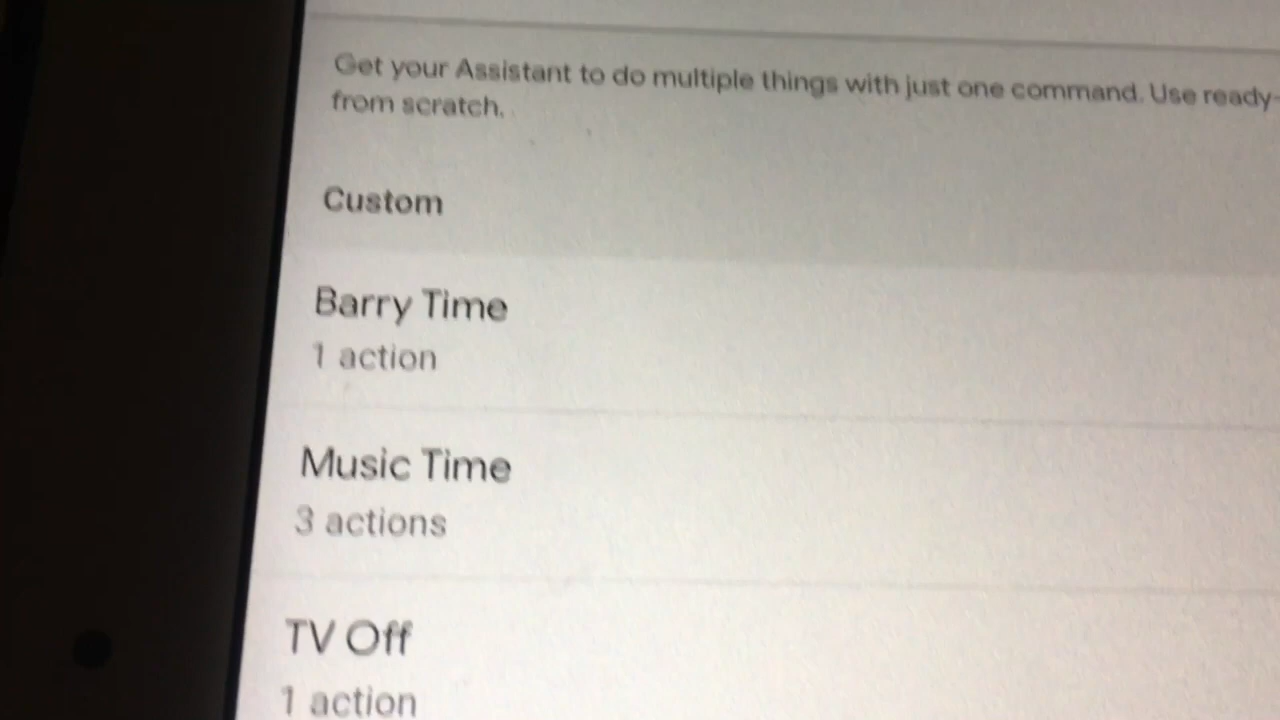 Get your Assistant to do multiple things with just one command. Use ready-
from scratch.
Custom
Barry Time
1 action
Music Time
3 actions
TV Off
1 action